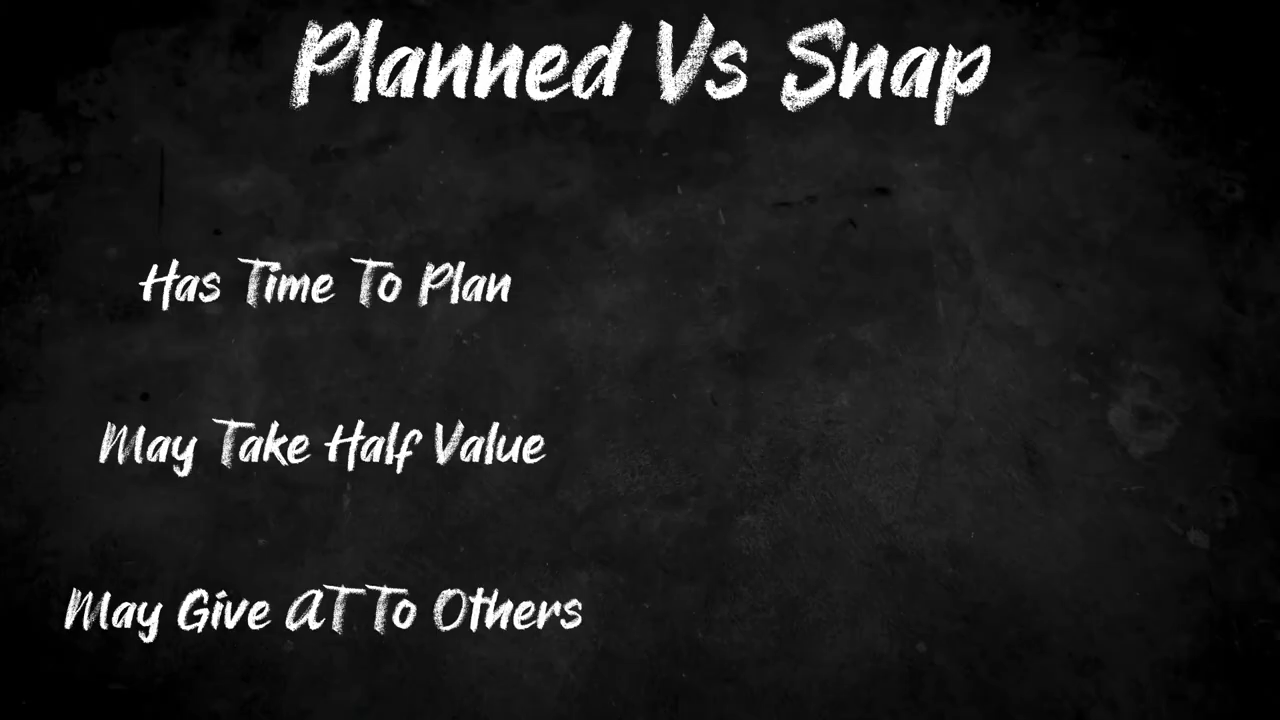 Planned Vs Snap
Has Time To Plan
May Take Half Value
May Give AT To Others